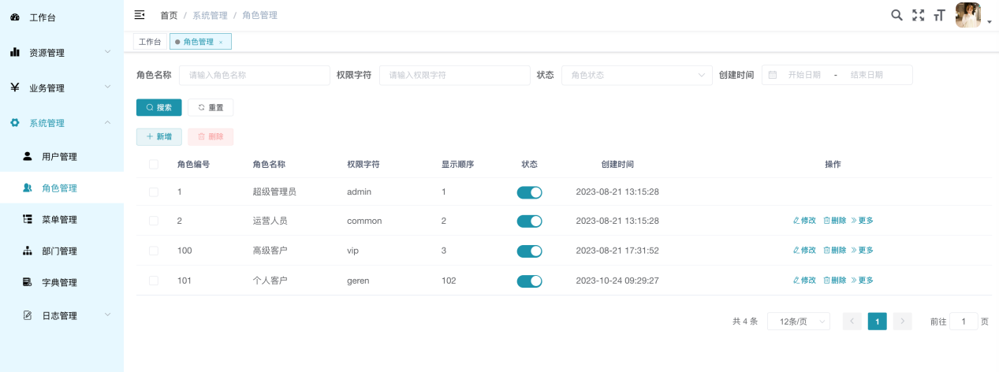 工作台
资源管理
业务管理
系统管理
用户管理
角色管理
菜单管理
部门管理
字典管理
日志管理
首页 / 系统管理 / 角色管理
工作台 角色管理 ×
角色名称 请输入角色名称 权限字符 请输入权限字符 状态 角色状态 创建时间 开始日期 - 结束日期
搜索 重置
+ 新增 删除
角色编号 角色名称 权限字符 显示顺序 状态 创建时间 操作
1 超级管理员 admin 1 2023-08-21 13:15:28
2 运营人员 common 2 2023-08-21 13:15:28 修改 删除 更多
100 高级客户 vip 3 2023-08-21 17:31:52 修改 删除 更多
101 个人客户 geren 102 2023-10-24 09:29:27 修改 删除 更多
共 4 条 12条/页 1 前往 1 页